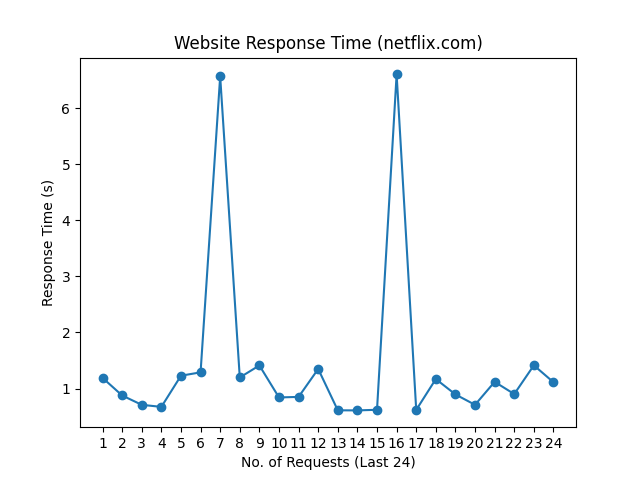 Website Response Time (netflix.com)
Response Time (s)
6
5
4
3
2
1
1 2 3 4 5 6 7 8 9 10 11 12 13 14 15 16 17 18 19 20 21 22 23 24
No. of Requests (Last 24)